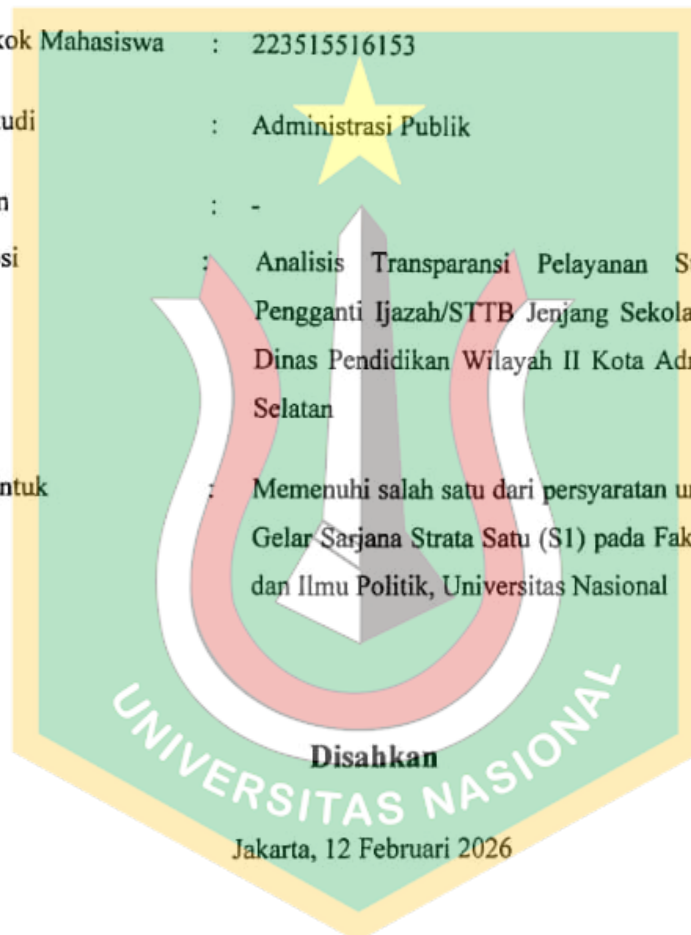 kok Mahasiswa : 223515516153
udi : Administrasi Publik
n : -
si : Analisis Transparansi Pelayanan S
Pengganti Ijazah/STTB Jenjang Sekola
Dinas Pendidikan Wilayah II Kota Adm
Selatan
ntuk : Memenuhi salah satu dari persyaratan u
Gelar Sarjana Strata Satu (S1) pada Fak
dan Ilmu Politik, Universitas Nasional
Disahkan
UNIVERSITAS NASIONAL
Jakarta, 12 Februari 2026